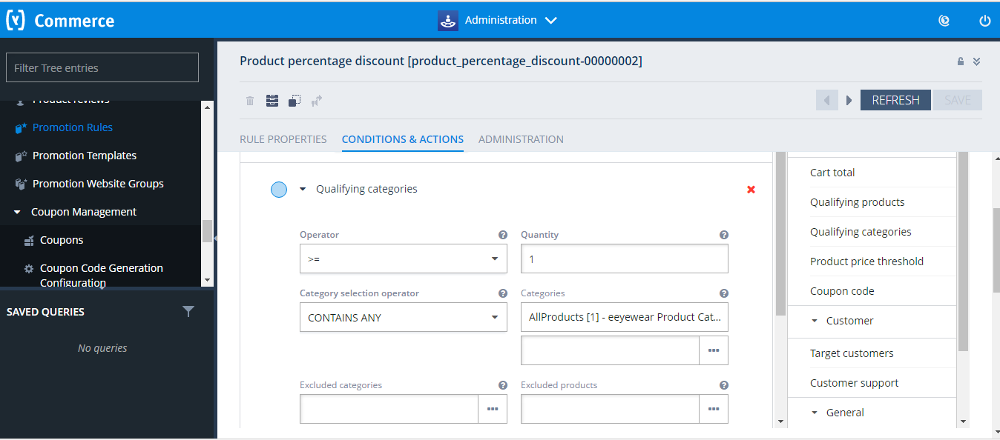 Commerce
Administration
Filter Tree entries
Product reviews
Promotion Rules
Promotion Templates
Promotion Website Groups
Coupon Management
Coupons
Coupon Code Generation
Configuration
SAVED QUERIES
No queries
Product percentage discount [product_percentage_discount-00000002]
REFRESH
SAVE
RULE PROPERTIES
CONDITIONS & ACTIONS
ADMINISTRATION
Qualifying categories
Operator
Quantity
>=
1
Category selection operator
Categories
CONTAINS ANY
AllProducts [1] - eeyewear Product Cat...
Excluded categories
Excluded products
Cart total
Qualifying products
Qualifying categories
Product price threshold
Coupon code
Customer
Target customers
Customer support
General